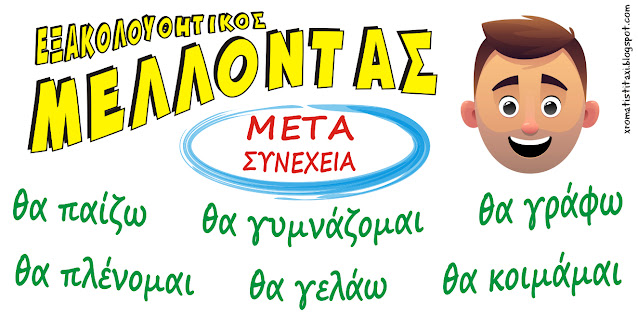 ΕΞΑΚΟΛΟΥΘΗΤΙΚΟΣ
ΜΕΛΛΟΝΤΑΣ
ΜΕΤΑ
ΣΥΝΕΧΕΙΑ
θα παίζω
θα γυμνάζομαι
θα γράφω
θα πλένομαι
θα γελάω
θα κοιμάμαι
xromatistitaxi.blogspot.com